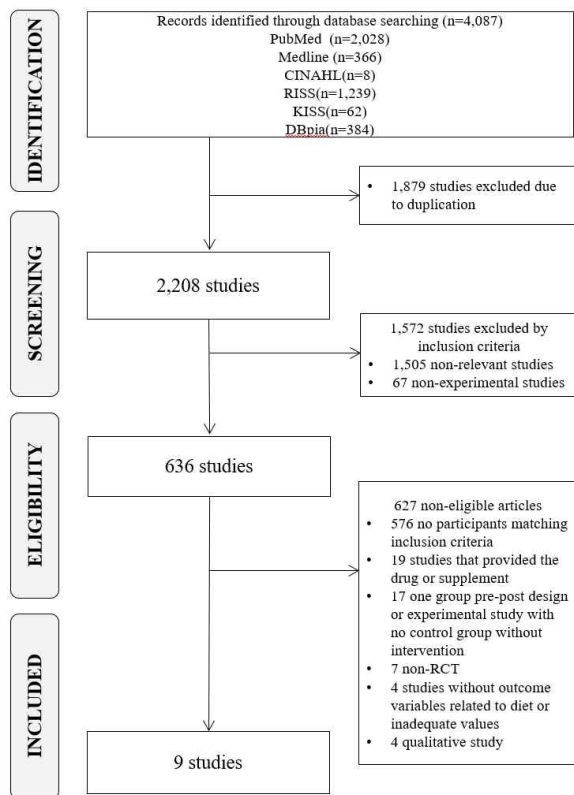 IDENTIFICATION
Records identified through database searching (n=4,087)
PubMed (n=2,028)
Medline (n=366)
CINAHL(n=8)
RISS(n=1,239)
KISS(n=62)
DBpia(n=384)
• 1,879 studies excluded due
to duplication
SCREENING
2,208 studies
1,572 studies excluded by
inclusion criteria
• 1,505 non-relevant studies
• 67 non-experimental studies
ELIGIBILITY
636 studies
627 non-eligible articles
• 576 no participants matching
inclusion criteria
• 19 studies that provided the
drug or supplement
• 17 one group pre-post design
or experimental study with
no control group without
intervention
• 7 non-RCT
• 4 studies without outcome
variables related to diet or
inadequate values
• 4 qualitative study
INCLUDED
9 studies